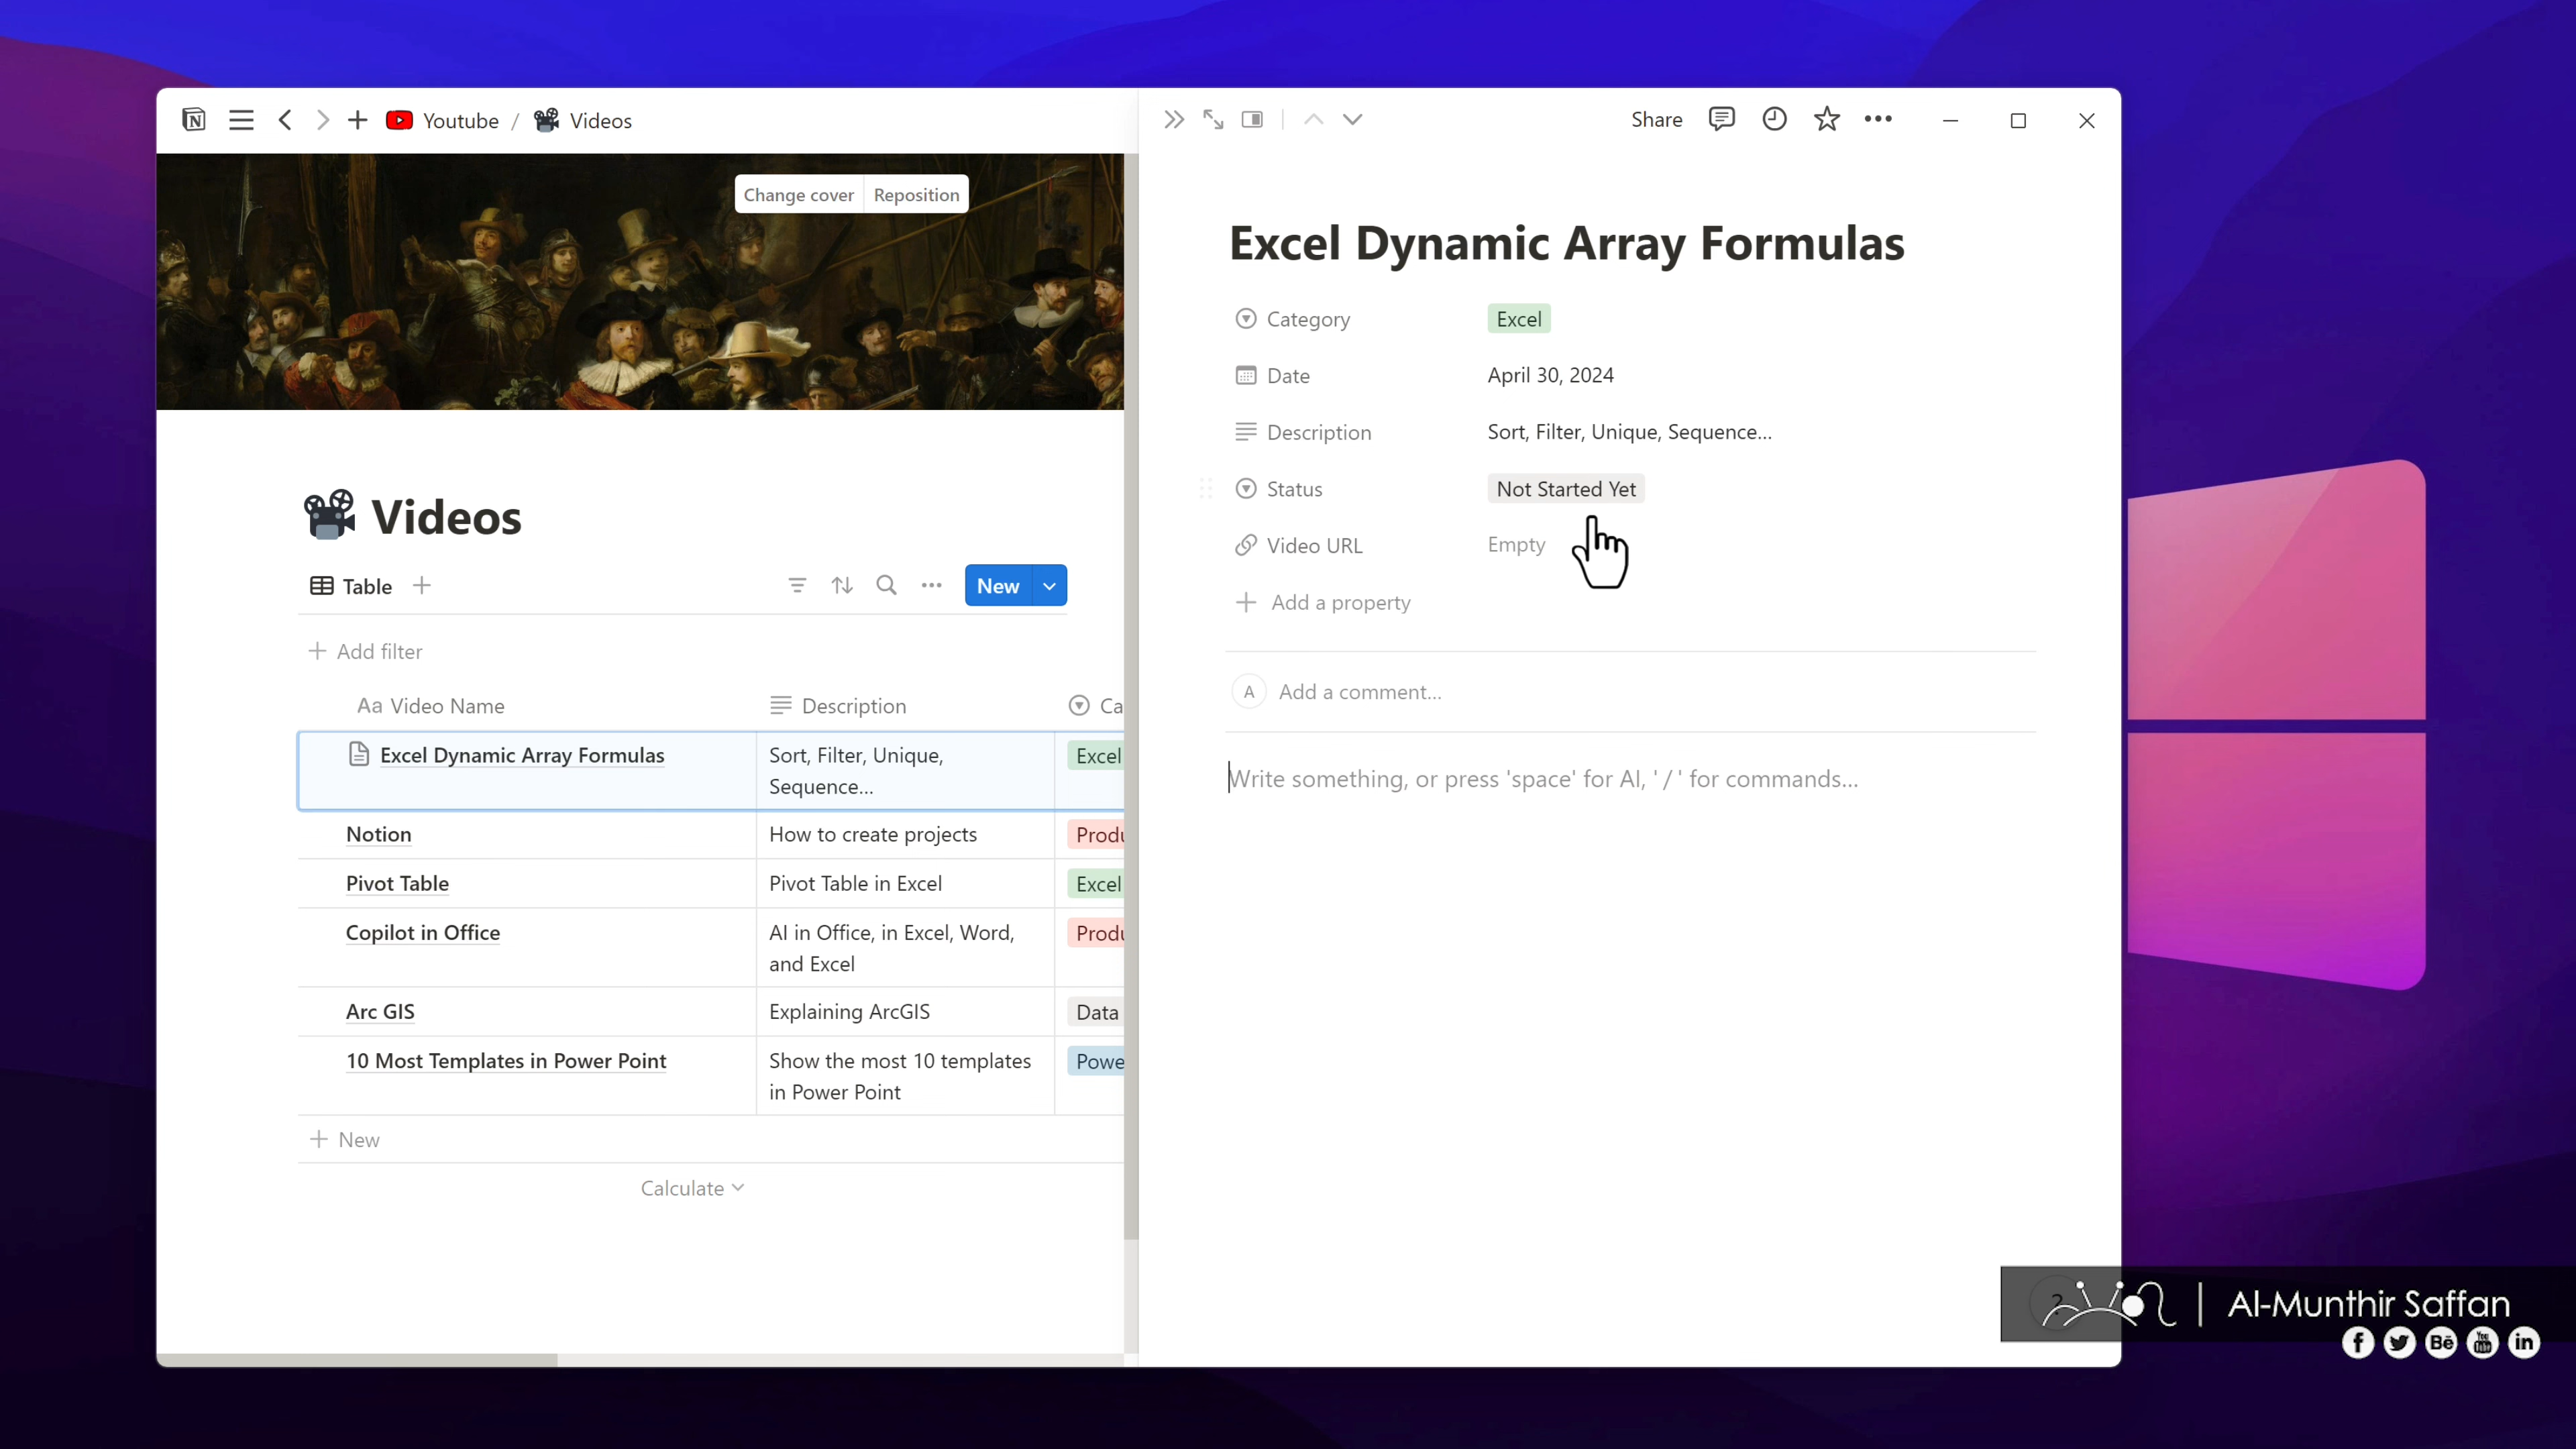 Youtube / Videos
Share
Change cover Reposition
Videos
Table
New
Add filter
Aa Video Name Description Ca
Excel Dynamic Array Formulas Sort, Filter, Unique, Excel
Sequence...
Notion How to create projects Produ
Pivot Table Pivot Table in Excel Excel
Copilot in Office AI in Office, in Excel, Word, Produ
and Excel
Arc GIS Explaining ArcGIS Data
10 Most Templates in Power Point Show the most 10 templates Powe
in Power Point
New
Calculate
Excel Dynamic Array Formulas
Category Excel
Date April 30, 2024
Description Sort, Filter, Unique, Sequence...
Status Not Started Yet
Video URL Empty
Add a property
A Add a comment...
Write something, or press 'space' for AI, '/' for commands...
? | Al-Munthir Saffan
f Bē You in